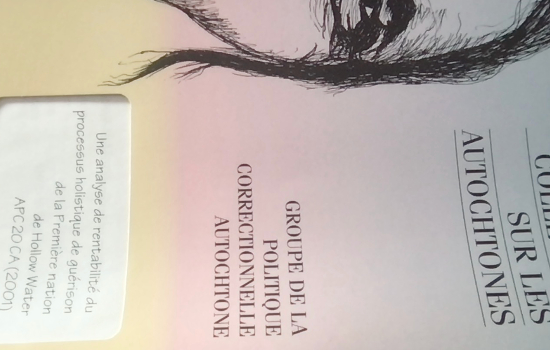 SUR LES
AUTOCHTONES
GROUPE DE LA
POLITIQUE
CORRECTIONNELLE
AUTOCHTONE
Une analyse de rentabilité du
processus holistique de guérison
de la Première nation
de Hollow Water
APC 20 CA (2001)